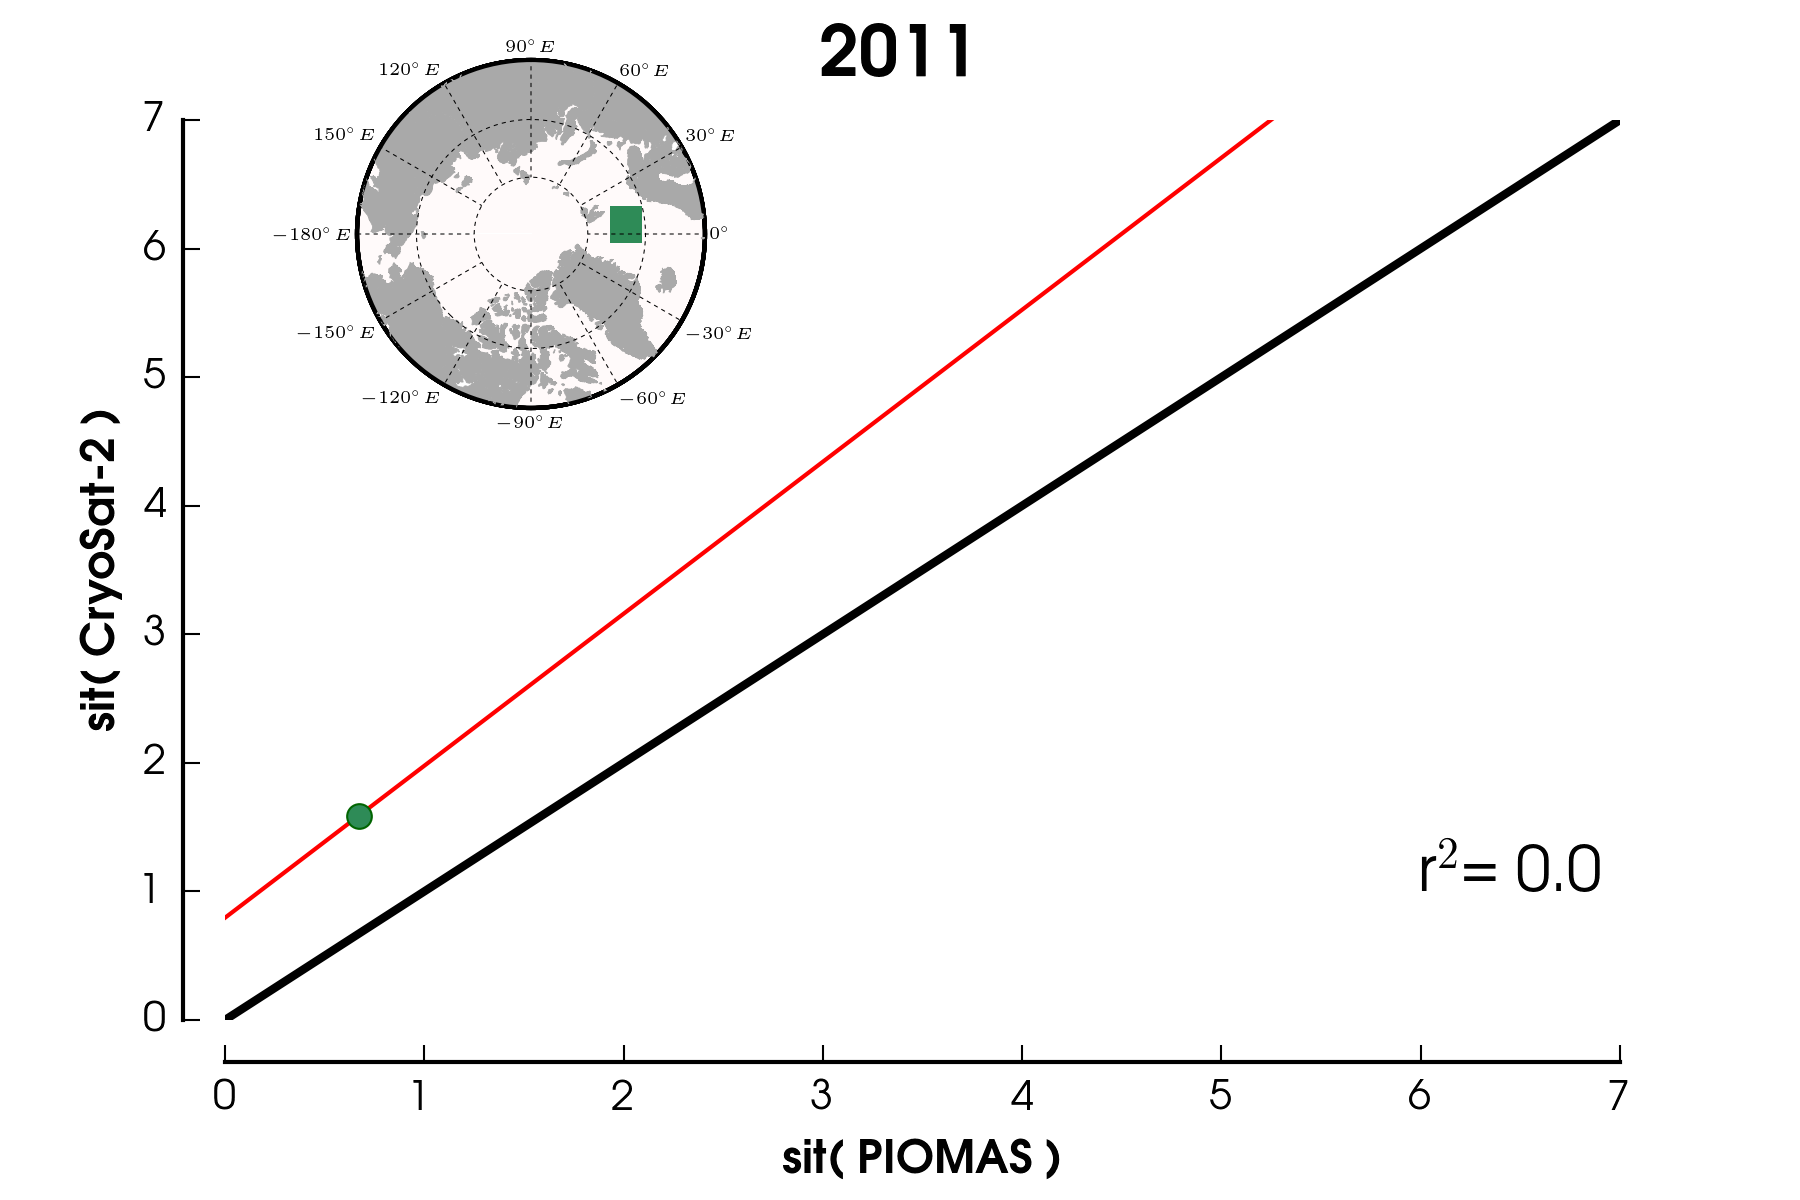 2011
90° E
120° E
60° E
150° E
30° E
−180° E
0°
−150° E
−30° E
−120° E
−60° E
−90° E
7
6
5
4
3
2
1
0
sit( CryoSat-2 )
r²= 0.0
0 1 2 3 4 5 6 7
sit( PIOMAS )